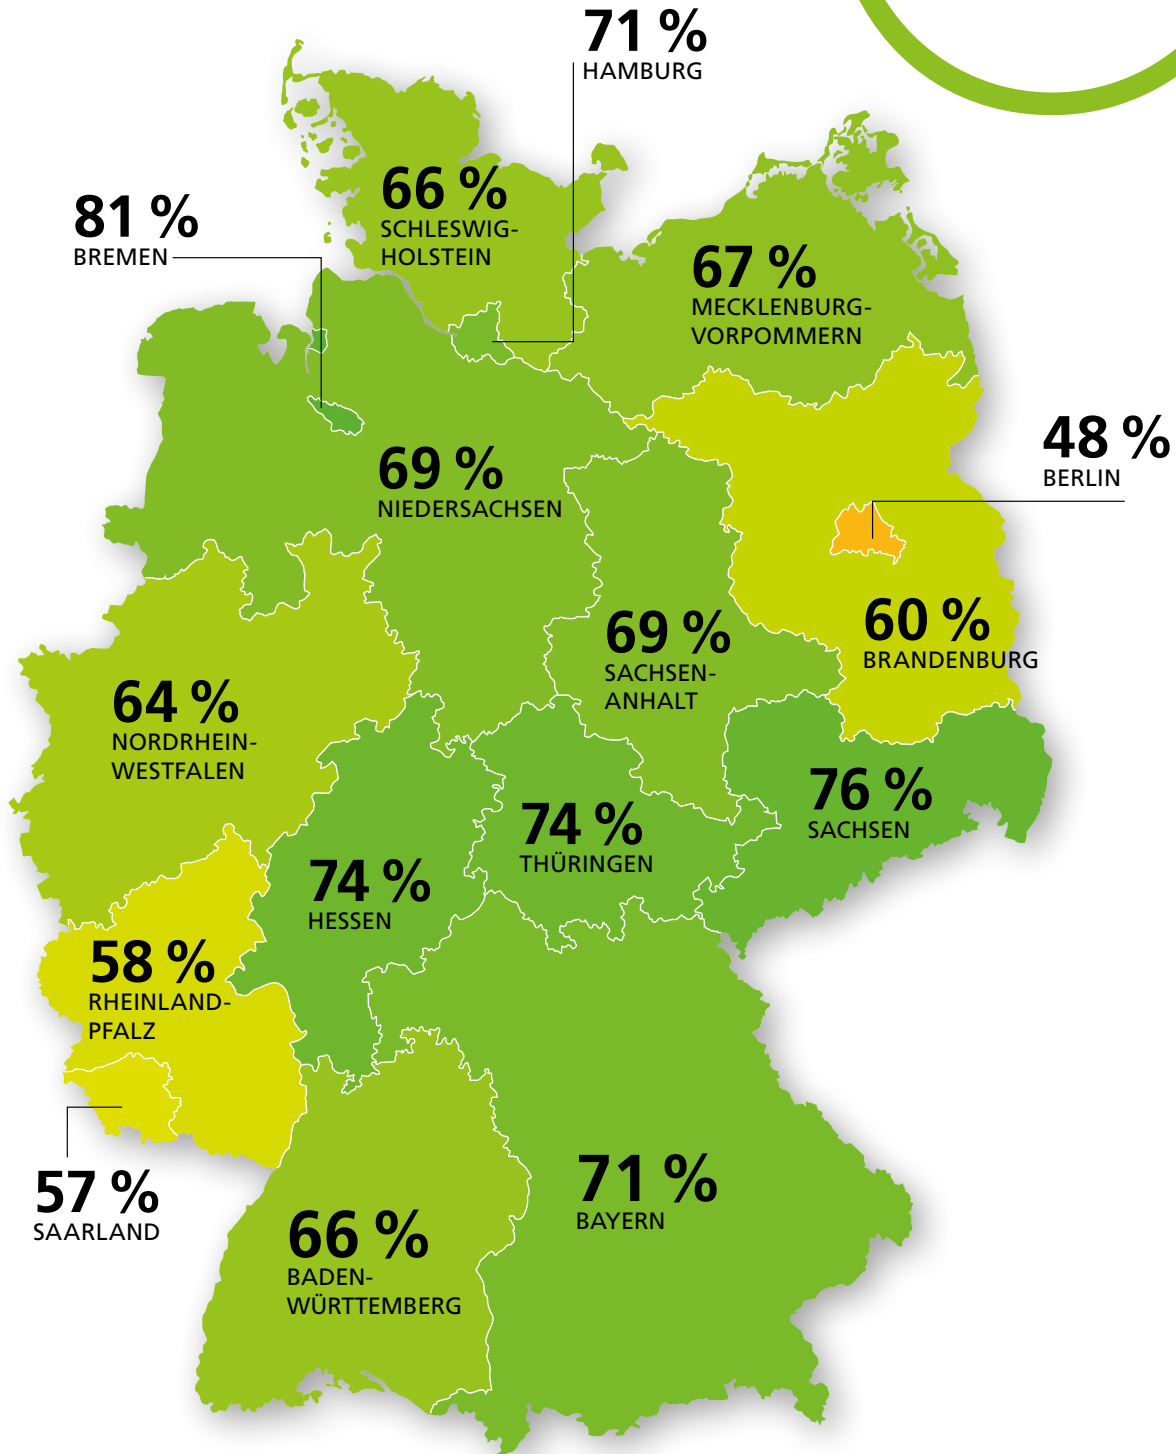 71 %
HAMBURG
66 %
SCHLESWIG-
HOLSTEIN
81 %
BREMEN
67 %
MECKLENBURG-
VORPOMMERN
48 %
BERLIN
69 %
NIEDERSACHSEN
60 %
BRANDENBURG
69 %
SACHSEN-
ANHALT
64 %
NORDRHEIN-
WESTFALEN
76 %
SACHSEN
74 %
THÜRINGEN
74 %
HESSEN
58 %
RHEINLAND-
PFALZ
71 %
BAYERN
57 %
SAARLAND
66 %
BADEN-
WÜRTTEMBERG